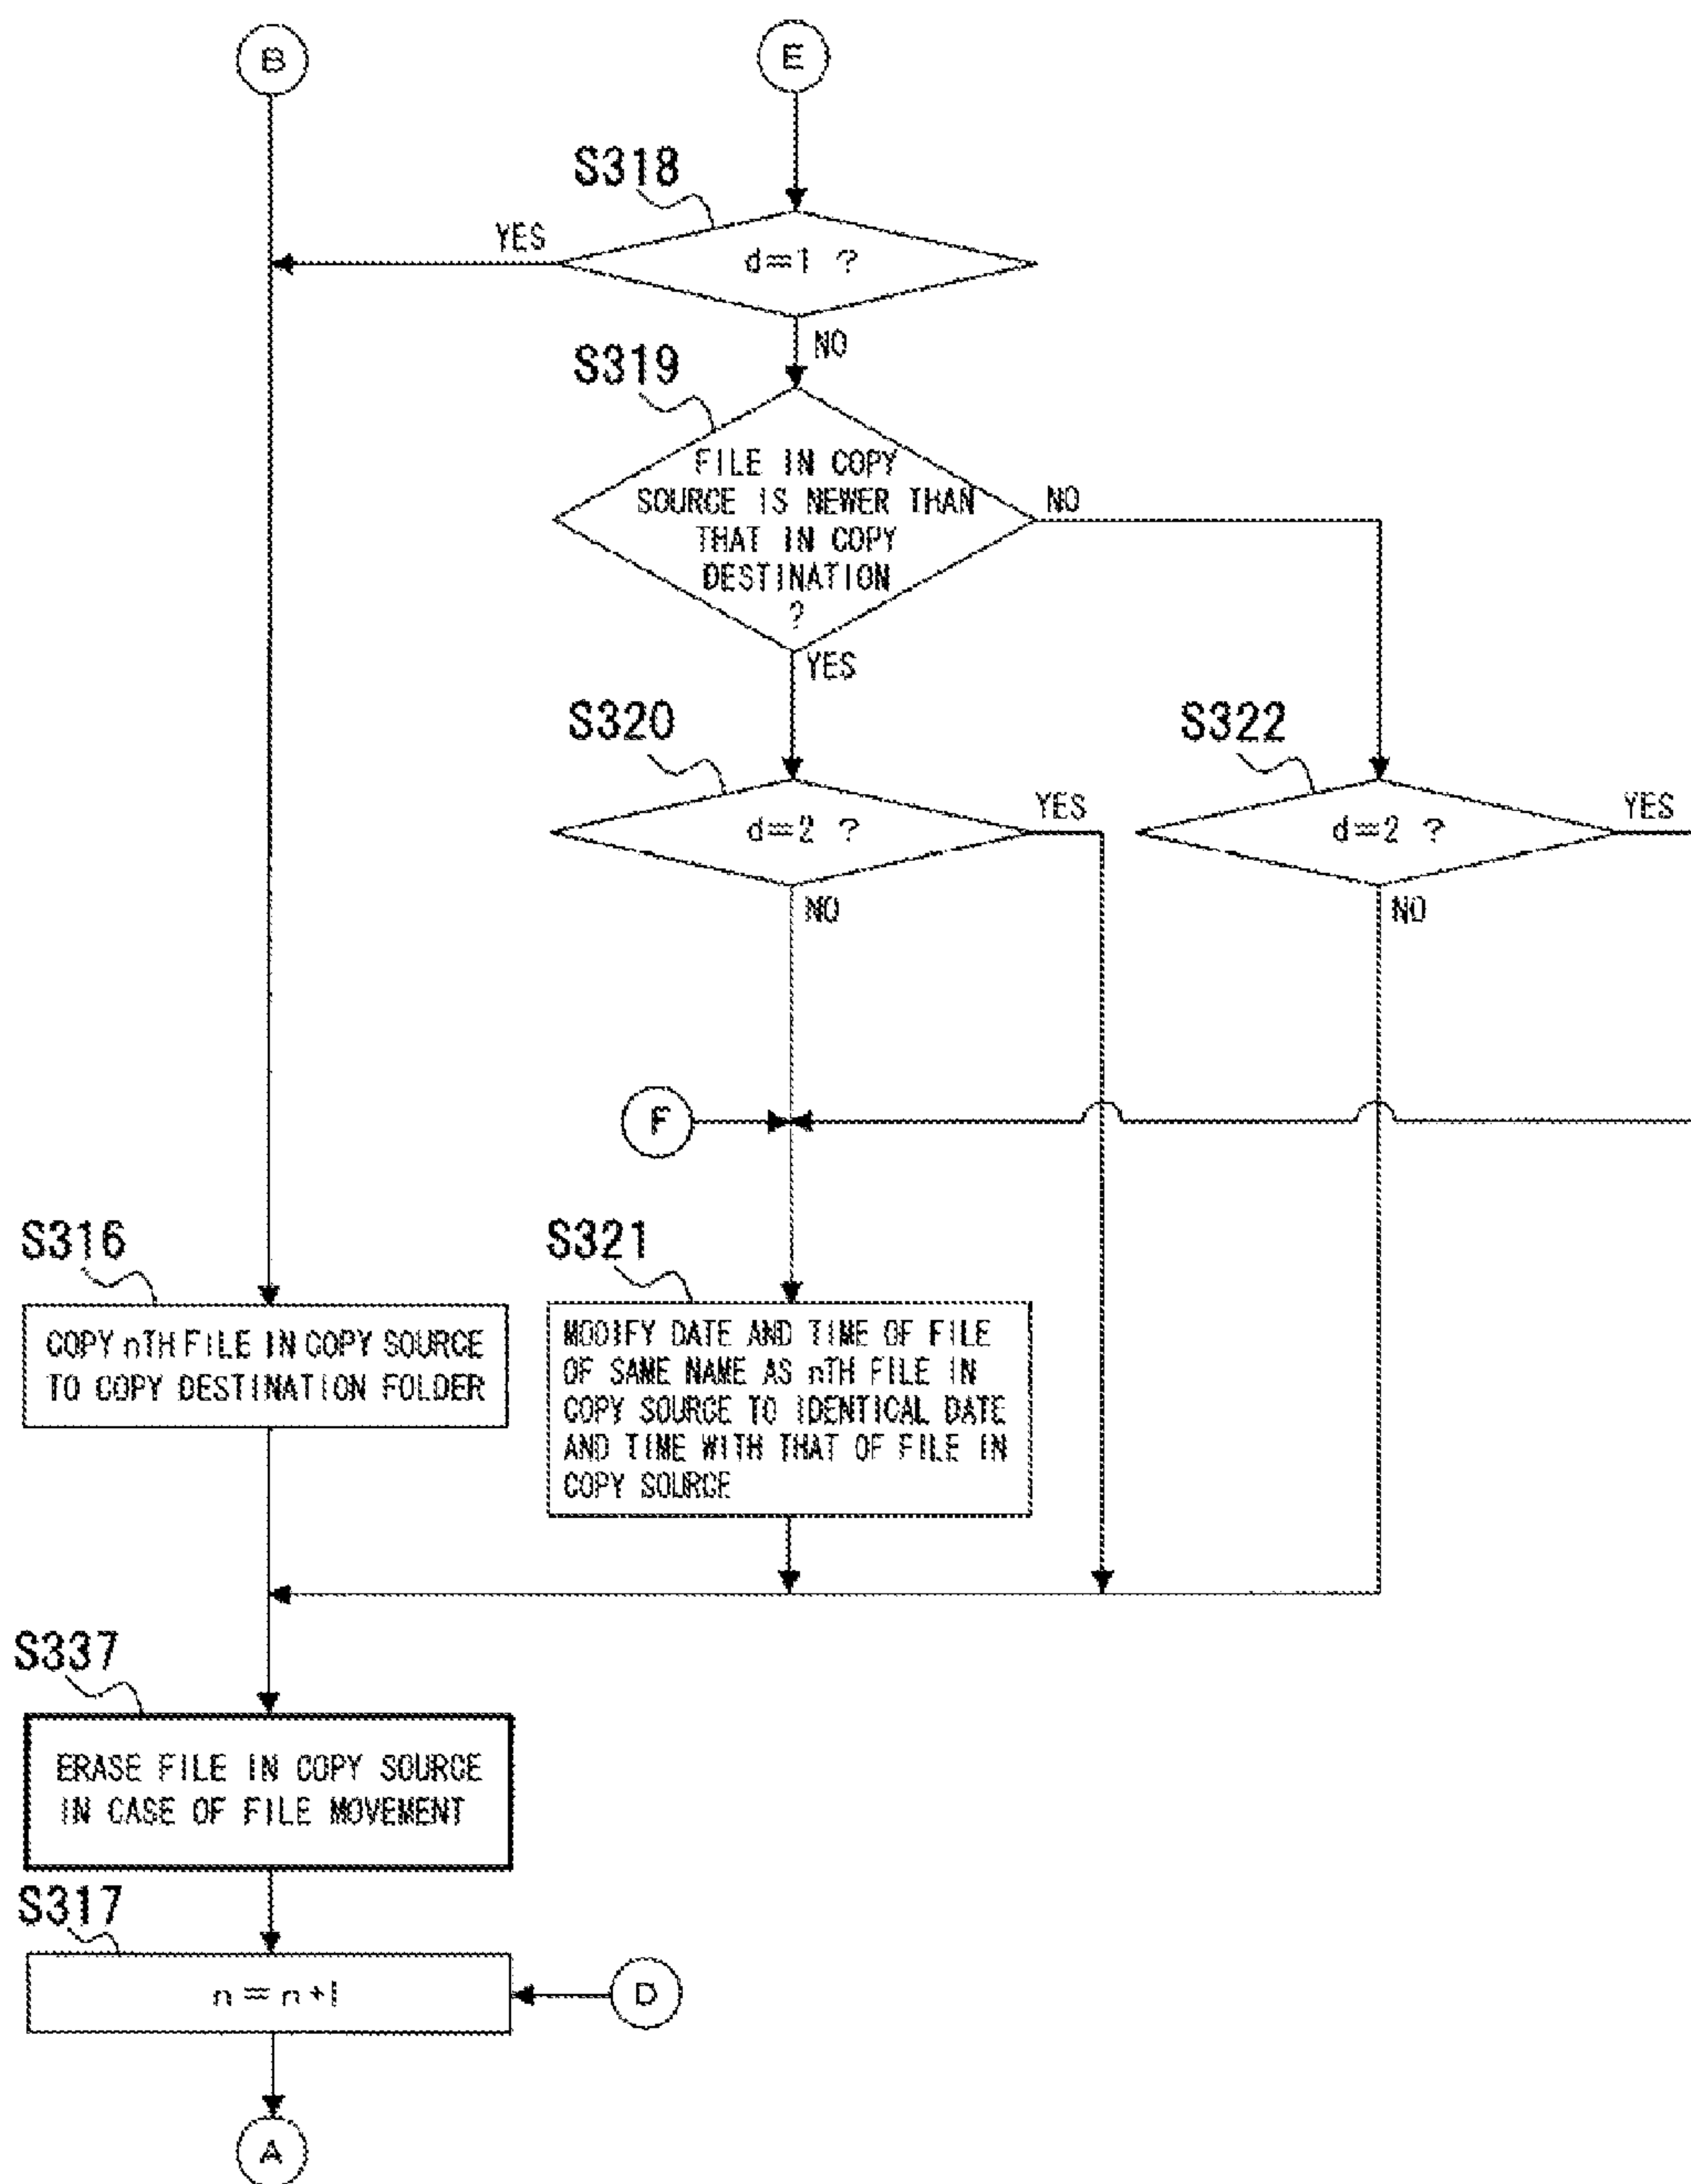 B
E
S318
YES
d=1 ?
NO
S319
FILE IN COPY
SOURCE IS NEWER THAN
THAT IN COPY
DESTINATION
?
NO
YES
S320
S322
d=2 ?
YES
d=2 ?
YES
NO
NO
F
S316
S321
COPY nTH FILE IN COPY SOURCE
TO COPY DESTINATION FOLDER
MODIFY DATE AND TIME OF FILE
OF SAME NAME AS nTH FILE IN
COPY SOURCE TO IDENTICAL DATE
AND TIME WITH THAT OF FILE IN
COPY SOURCE
S337
ERASE FILE IN COPY SOURCE
IN CASE OF FILE MOVEMENT
S317
n = n+1
D
A